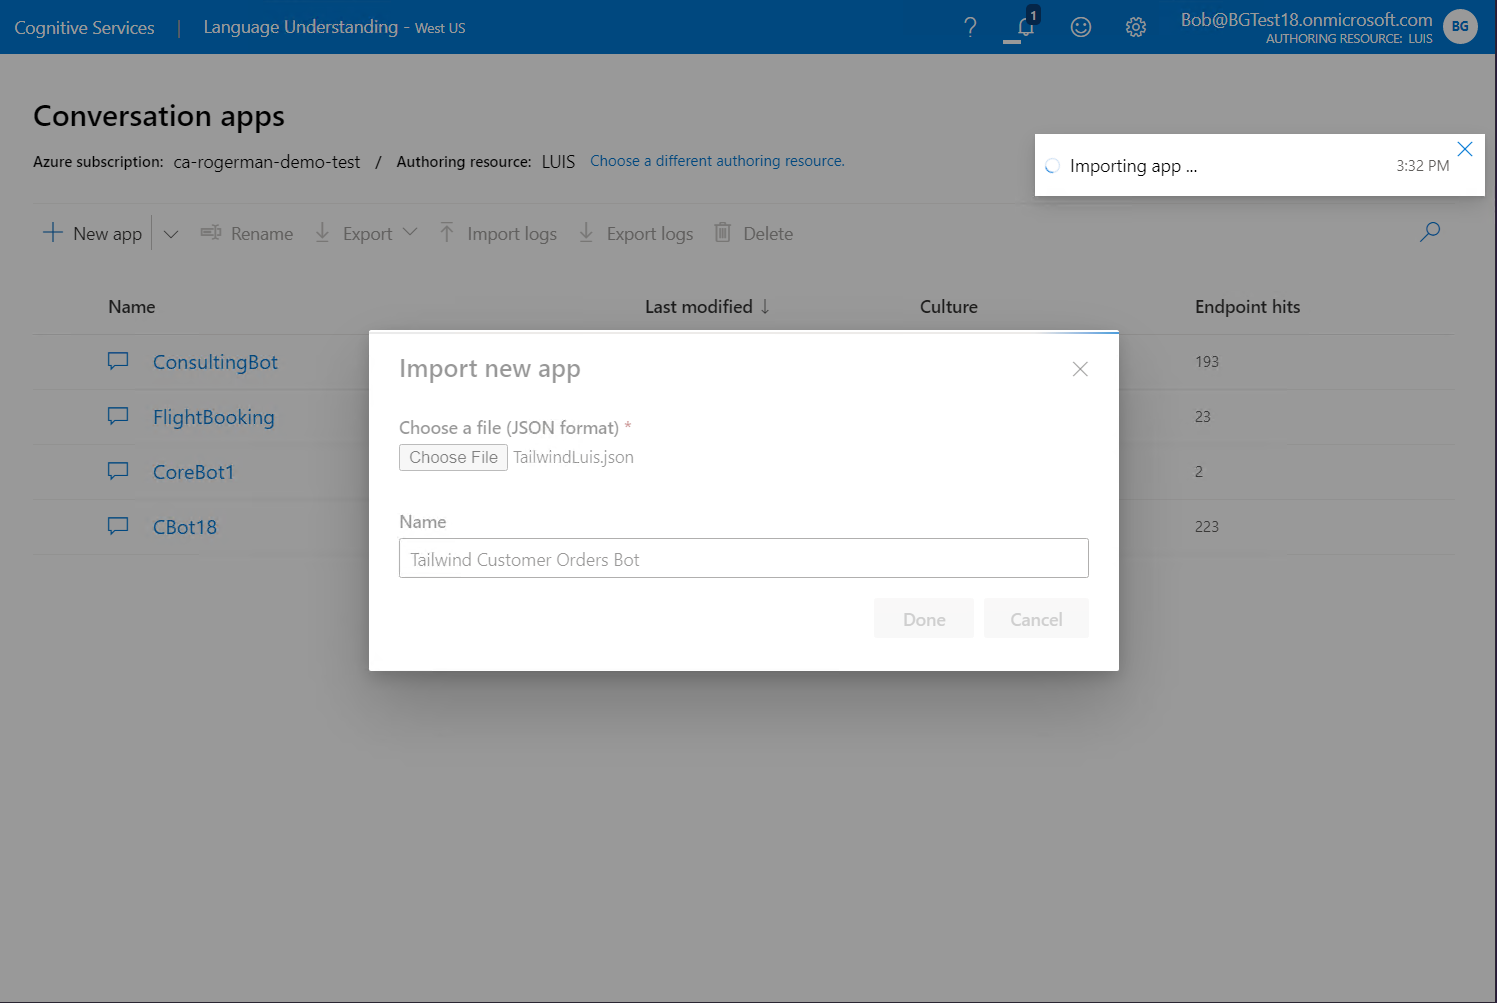 Cognitive Services | Language Understanding - West US
? 1 Bob@BGTest18.onmicrosoft.com
AUTHORING RESOURCE: LUIS
BG
Conversation apps
Azure subscription: ca-rogerman-demo-test / Authoring resource: LUIS Choose a different authoring resource.
Importing app ... 3:32 PM
New app Rename Export Import logs Export logs Delete
Name Last modified ↓ Culture Endpoint hits
ConsultingBot 193
FlightBooking 23
CoreBot1 2
CBot18 223
Import new app
Choose a file (JSON format) *
Choose File TailwindLuis.json
Name
Tailwind Customer Orders Bot
Done Cancel